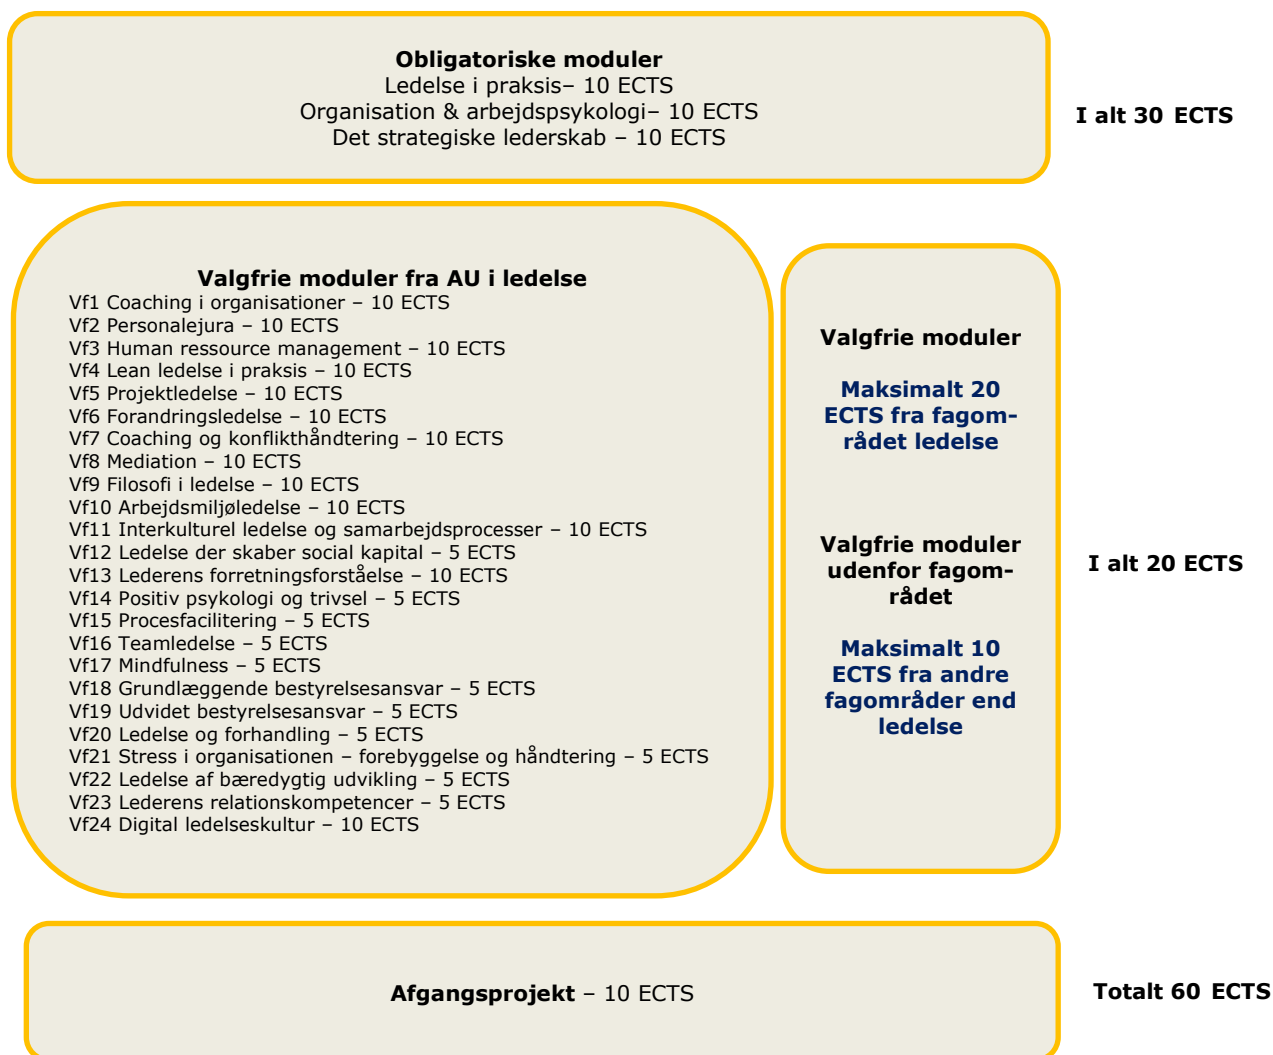 Obligatoriske moduler
Ledelse i praksis– 10 ECTS
Organisation & arbejdspsykologi– 10 ECTS
Det strategiske lederskab – 10 ECTS
I alt 30 ECTS
Valgfrie moduler fra AU i ledelse
Vf1 Coaching i organisationer – 10 ECTS
Vf2 Personalejura – 10 ECTS
Vf3 Human ressource management – 10 ECTS
Vf4 Lean ledelse i praksis – 10 ECTS
Vf5 Projektledelse – 10 ECTS
Vf6 Forandringsledelse – 10 ECTS
Vf7 Coaching og konflikthåndtering – 10 ECTS
Vf8 Mediation – 10 ECTS
Vf9 Filosofi i ledelse – 10 ECTS
Vf10 Arbejdsmiljøledelse – 10 ECTS
Vf11 Interkulturel ledelse og samarbejdsprocesser – 10 ECTS
Vf12 Ledelse der skaber social kapital – 5 ECTS
Vf13 Lederens forretningsforståelse – 10 ECTS
Vf14 Positiv psykologi og trivsel – 5 ECTS
Vf15 Procesfacilitering – 5 ECTS
Vf16 Teamledelse – 5 ECTS
Vf17 Mindfulness – 5 ECTS
Vf18 Grundlæggende bestyrelsesansvar – 5 ECTS
Vf19 Udvidet bestyrelsesansvar – 5 ECTS
Vf20 Ledelse og forhandling – 5 ECTS
Vf21 Stress i organisationen – forebyggelse og håndtering – 5 ECTS
Vf22 Ledelse af bæredygtig udvikling – 5 ECTS
Vf23 Lederens relationskompetencer – 5 ECTS
Vf24 Digital ledelseskultur – 10 ECTS
Valgfrie moduler
Maksimalt 20
ECTS fra fagom-
rådet ledelse
Valgfrie moduler
udenfor fagom-
rådet
Maksimalt 10
ECTS fra andre
fagområder end
ledelse
I alt 20 ECTS
Afgangsprojekt – 10 ECTS
Totalt 60 ECTS